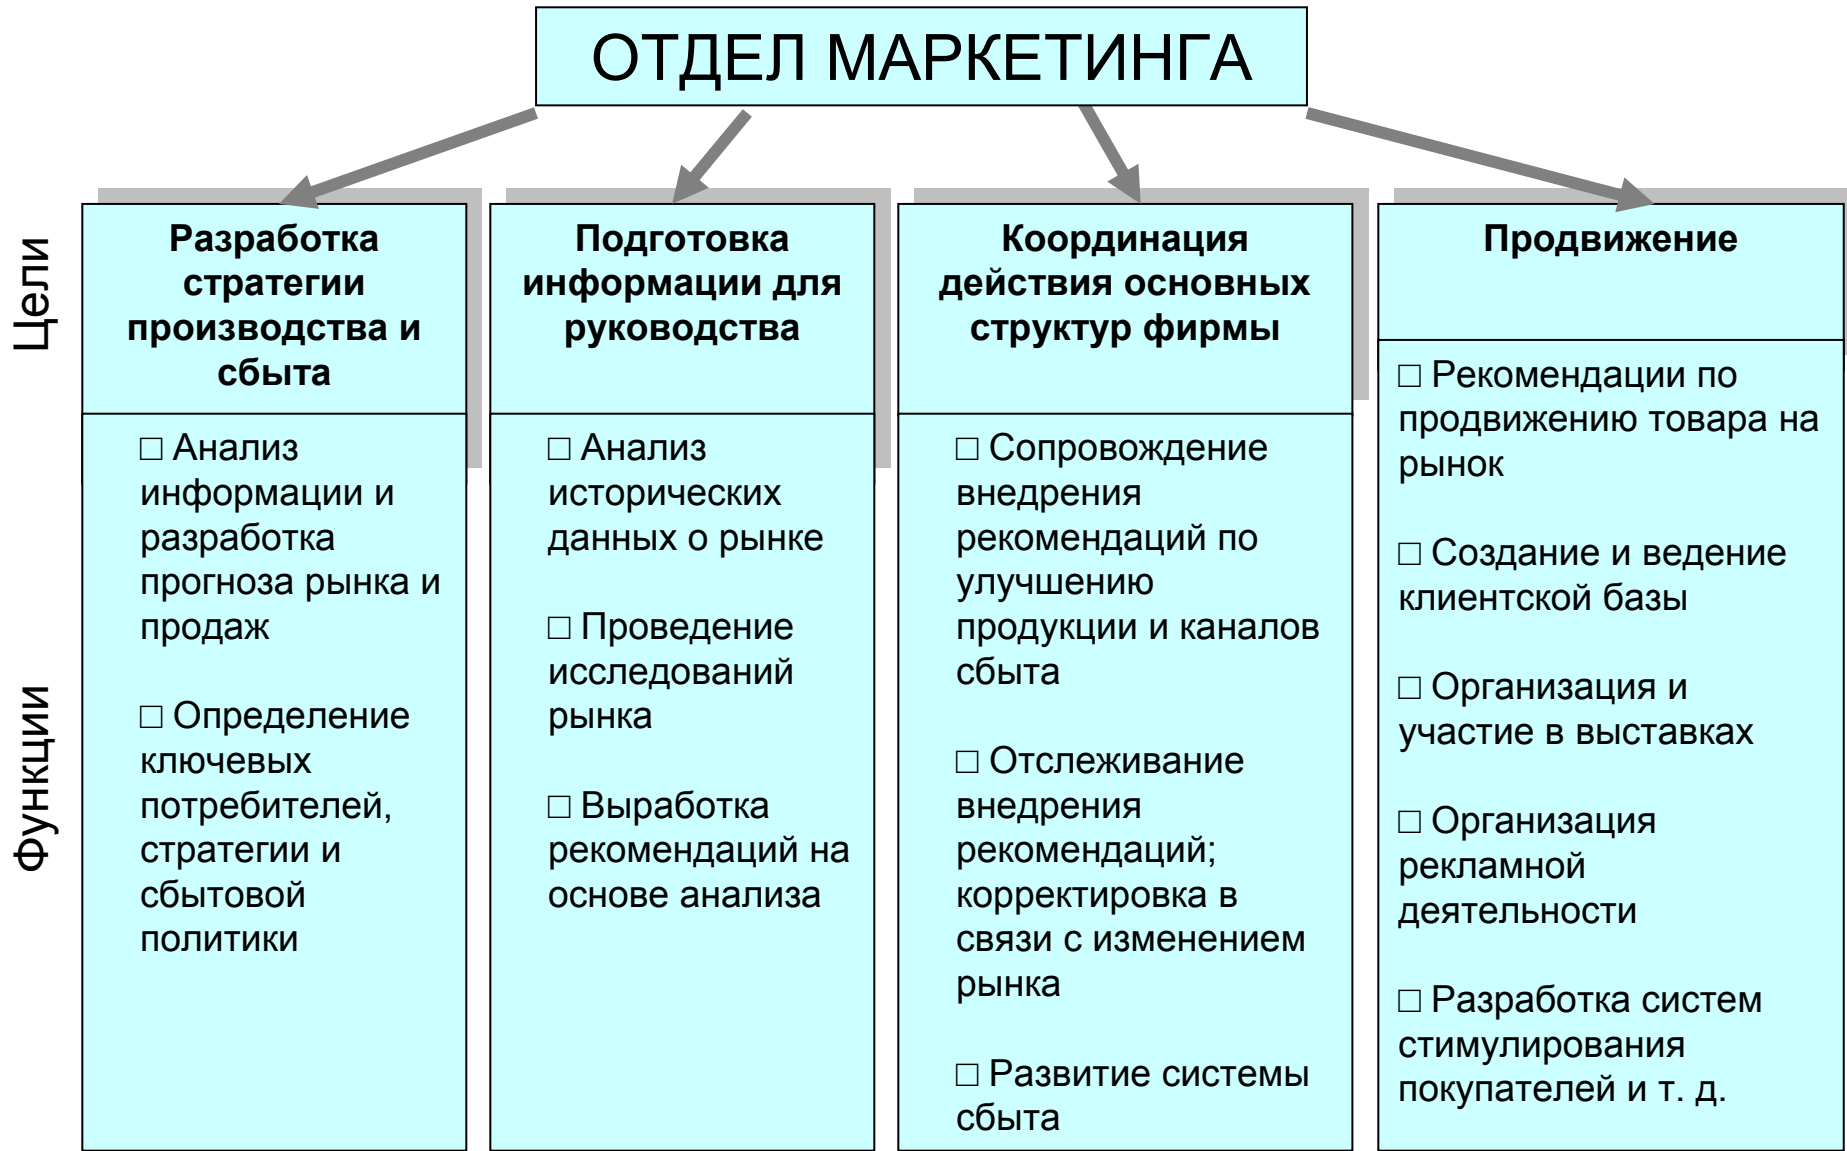 ОТДЕЛ МАРКЕТИНГА
Цели
Разработка
стратегии
производства и
сбыта
Подготовка
информации для
руководства
Координация
действия основных
структур фирмы
Продвижение
Функции
□ Анализ
информации и
разработка
прогноза рынка и
продаж
□ Определение
ключевых
потребителей,
стратегии и
сбытовой
политики
□ Анализ
исторических
данных о рынке
□ Проведение
исследований
рынка
□ Выработка
рекомендаций на
основе анализа
□ Сопровождение
внедрения
рекомендаций по
улучшению
продукции и каналов
сбыта
□ Отслеживание
внедрения
рекомендаций;
корректировка в
связи с изменением
рынка
□ Развитие системы
сбыта
□ Рекомендации по
продвижению товара на
рынок
□ Создание и ведение
клиентской базы
□ Организация и
участие в выставках
□ Организация
рекламной
деятельности
□ Разработка систем
стимулирования
покупателей и т. д.